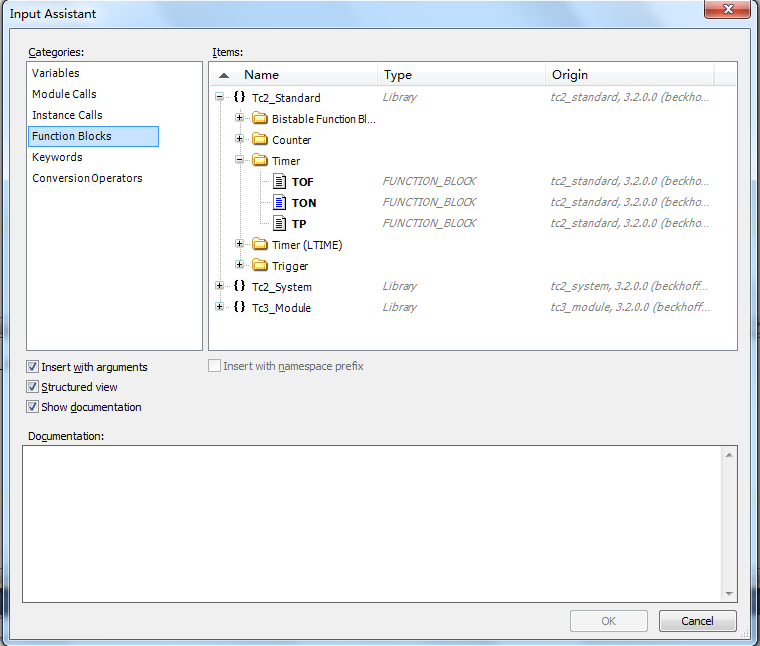 Input Assistant
Categories:
Items:
Variables
Module Calls
Instance Calls
Function Blocks
Keywords
Conversion Operators
Name Type Origin
Tc2_Standard Library tc2_standard, 3.2.0.0 (beckho...
Bistable Function Bl...
Counter
Timer
TOF FUNCTION_BLOCK tc2_standard, 3.2.0.0 (beckho...
TON FUNCTION_BLOCK tc2_standard, 3.2.0.0 (beckho...
TP FUNCTION_BLOCK tc2_standard, 3.2.0.0 (beckho...
Timer (LTIME)
Trigger
Tc2_System Library tc2_system, 3.2.0.0 (beckhoff...
Tc3_Module Library tc3_module, 3.2.0.0 (beckhoff...
Insert with arguments
Insert with namespace prefix
Structured view
Show documentation
Documentation:
OK
Cancel